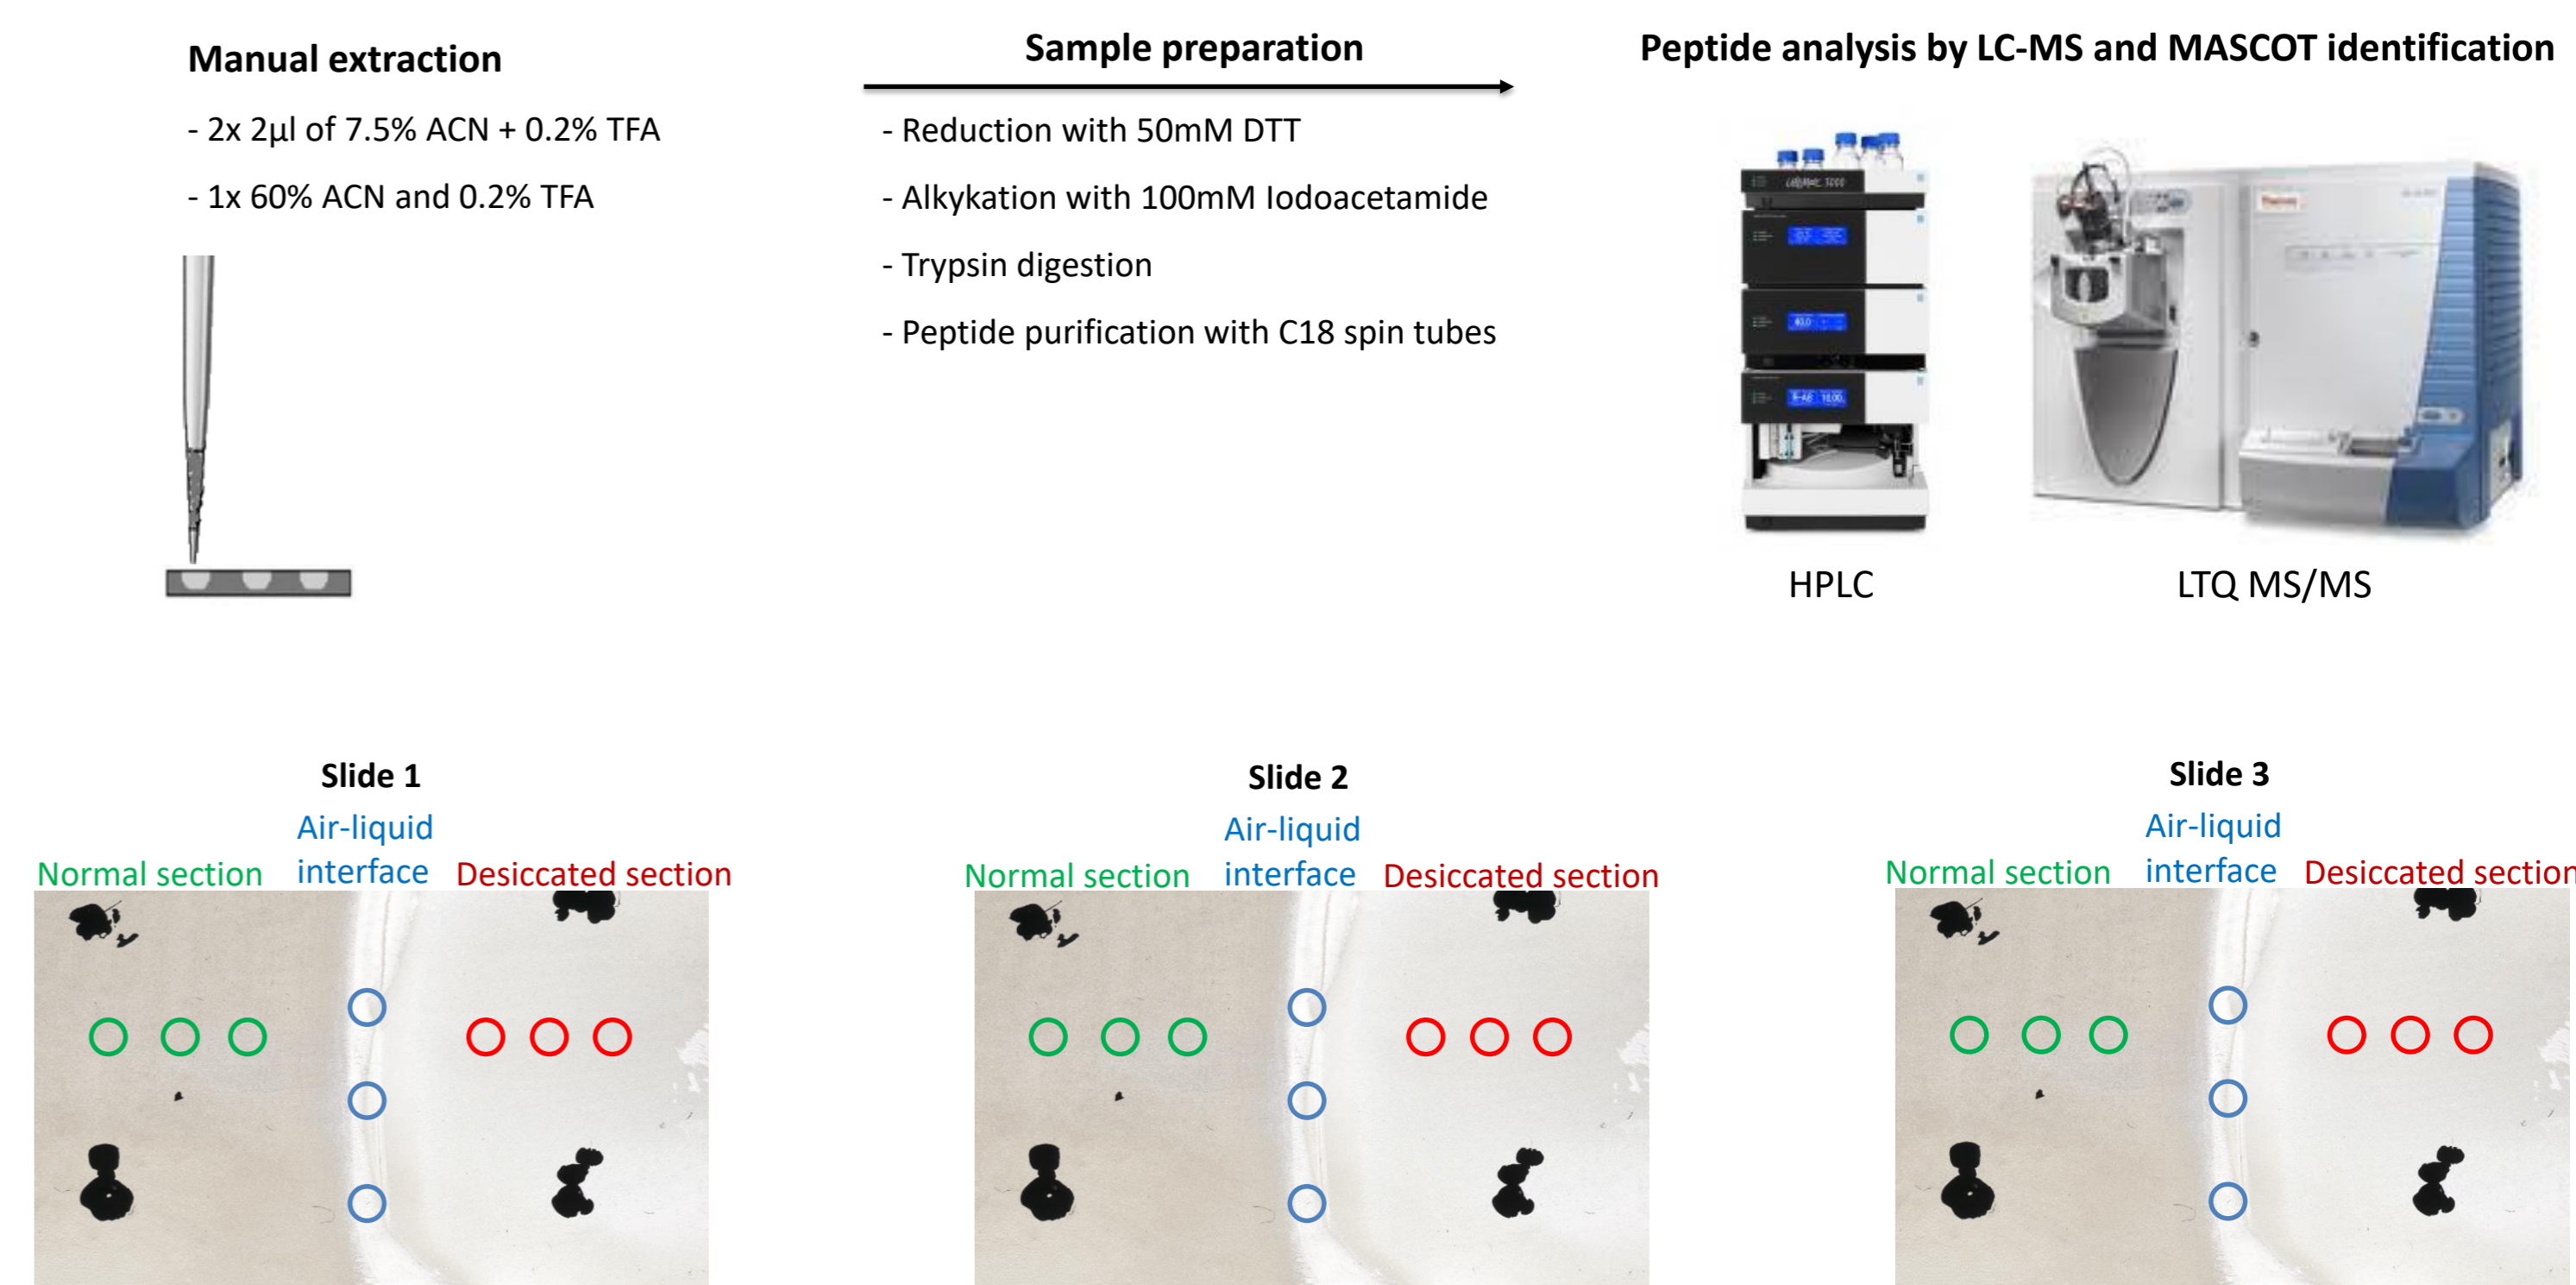 Manual extraction
- 2x 2µl of 7.5% ACN + 0.2% TFA
- 1x 60% ACN and 0.2% TFA
Sample preparation
- Reduction with 50mM DTT
- Alkykation with 100mM Iodoacetamide
- Trypsin digestion
- Peptide purification with C18 spin tubes
Peptide analysis by LC-MS and MASCOT identification
HPLC
LTQ MS/MS
Slide 1
Air-liquid
interface
Normal section
Desiccated section
Slide 2
Air-liquid
interface
Normal section
Desiccated section
Slide 3
Air-liquid
interface
Normal section
Desiccated section